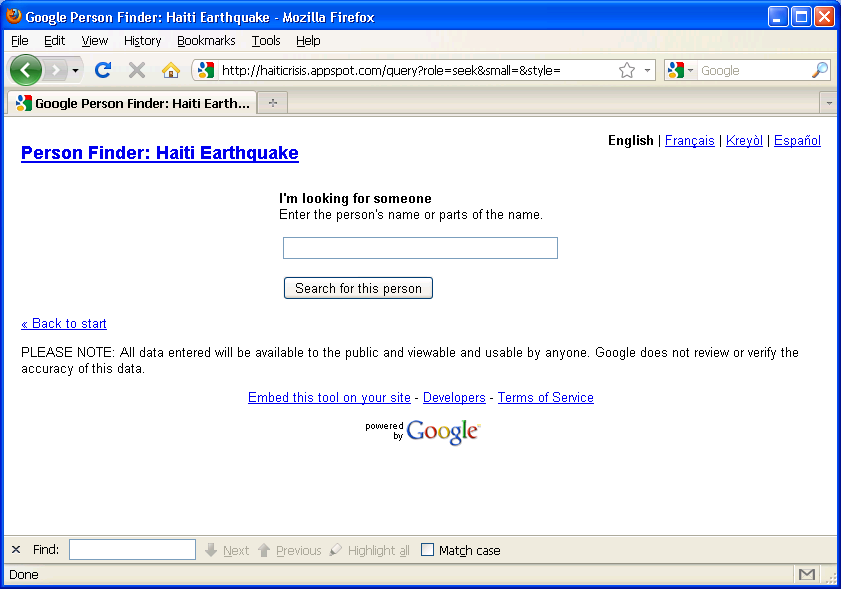 Google Person Finder: Haiti Earthquake - Mozilla Firefox
File Edit View History Bookmarks Tools Help
http://haiticrisis.appspot.com/query?role=seek&small=&style=
Google
Google Person Finder: Haiti Earth...
English | Français | Kreyòl | Español
Person Finder: Haiti Earthquake
I'm looking for someone
Enter the person's name or parts of the name.
Search for this person
« Back to start
PLEASE NOTE: All data entered will be available to the public and viewable and usable by anyone. Google does not review or verify the
accuracy of this data.
Embed this tool on your site - Developers - Terms of Service
powered
by Google™
Find: Next Previous Highlight all Match case
Done